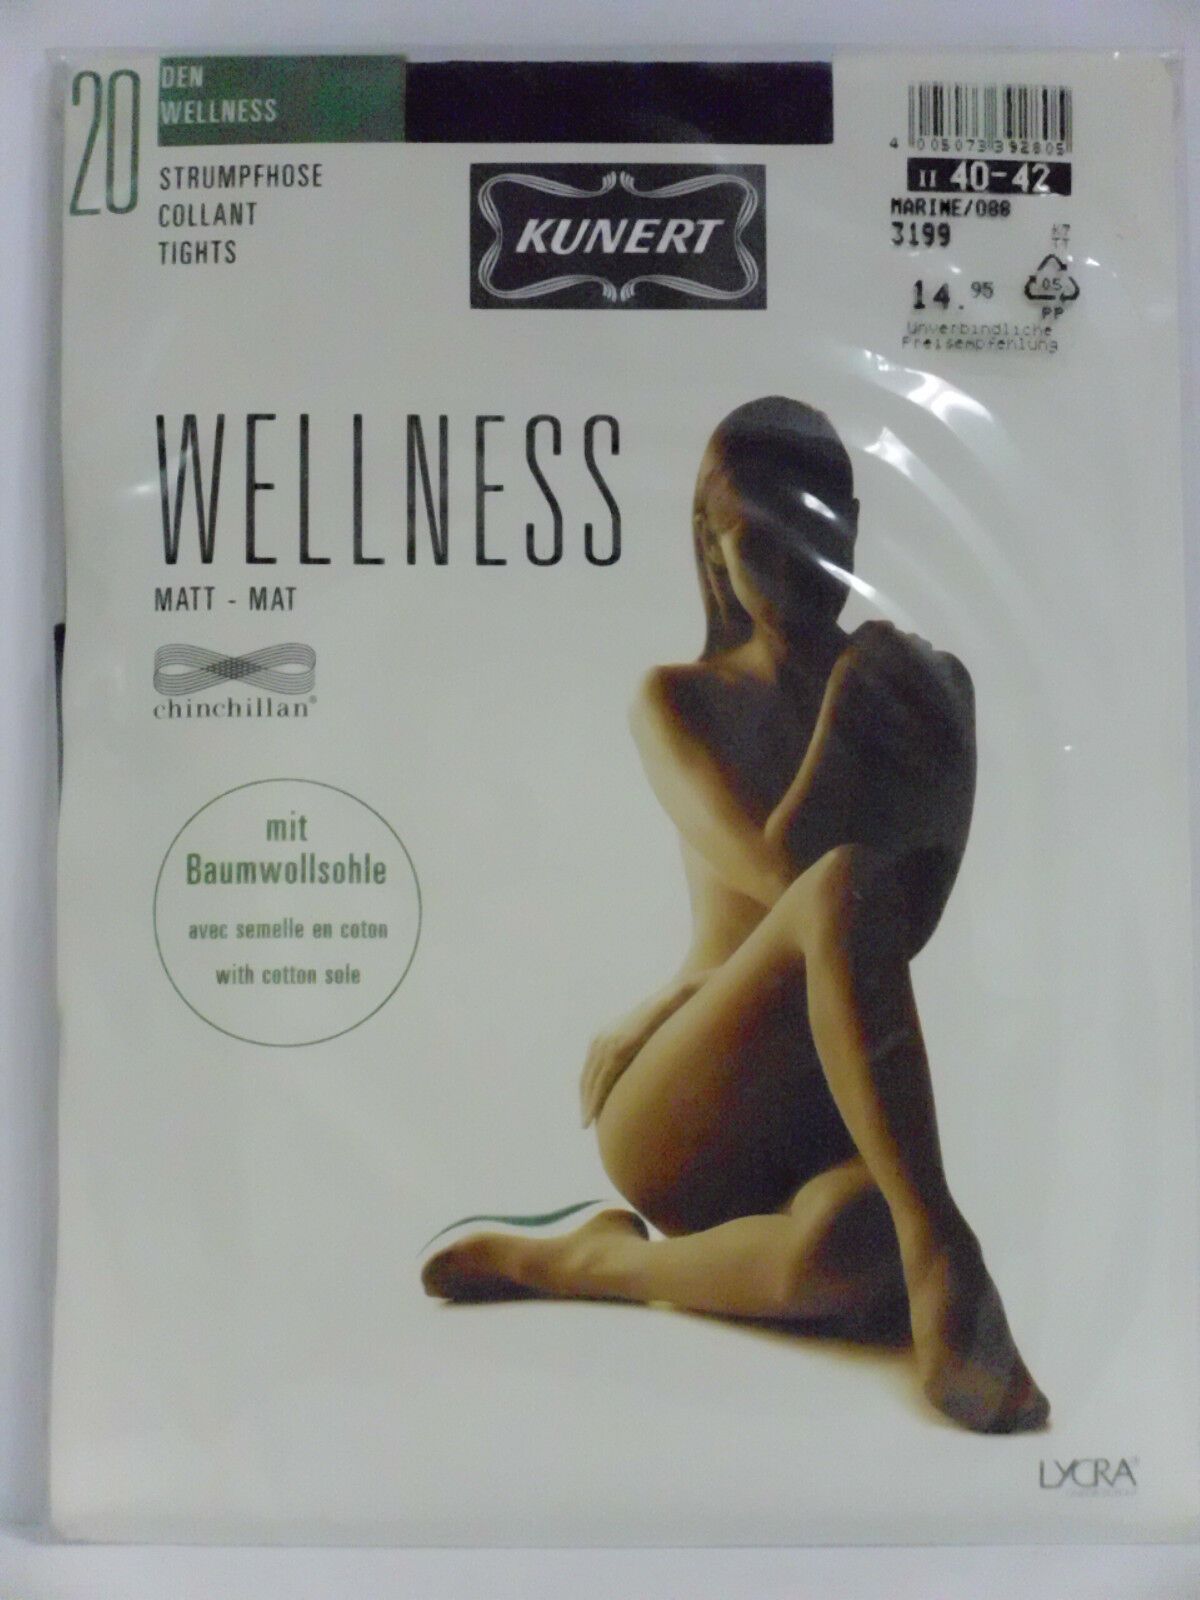 20
DEN
WELLNESS
STRUMPFHOSE
COLLANT
TIGHTS
KUNERT
4 005073 392805
II 40-42
MARINE/088
3199
14.95
05
PP
Unverbindliche
Preisempfehlung
WELLNESS
MATT - MAT
chinchillan®
mit
Baumwollsohle
avec semelle en coton
with cotton sole
LYCRA®